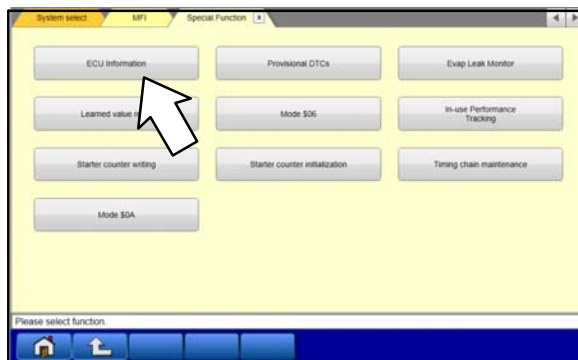 System select MFI Special Function x
ECU Information Provisional DTCs Evap Leak Monitor
Learned value Mode $06 In-use Performance
Tracking
Starter counter writing Starter counter initialization Timing chain maintenance
Mode $0A
Please select function.